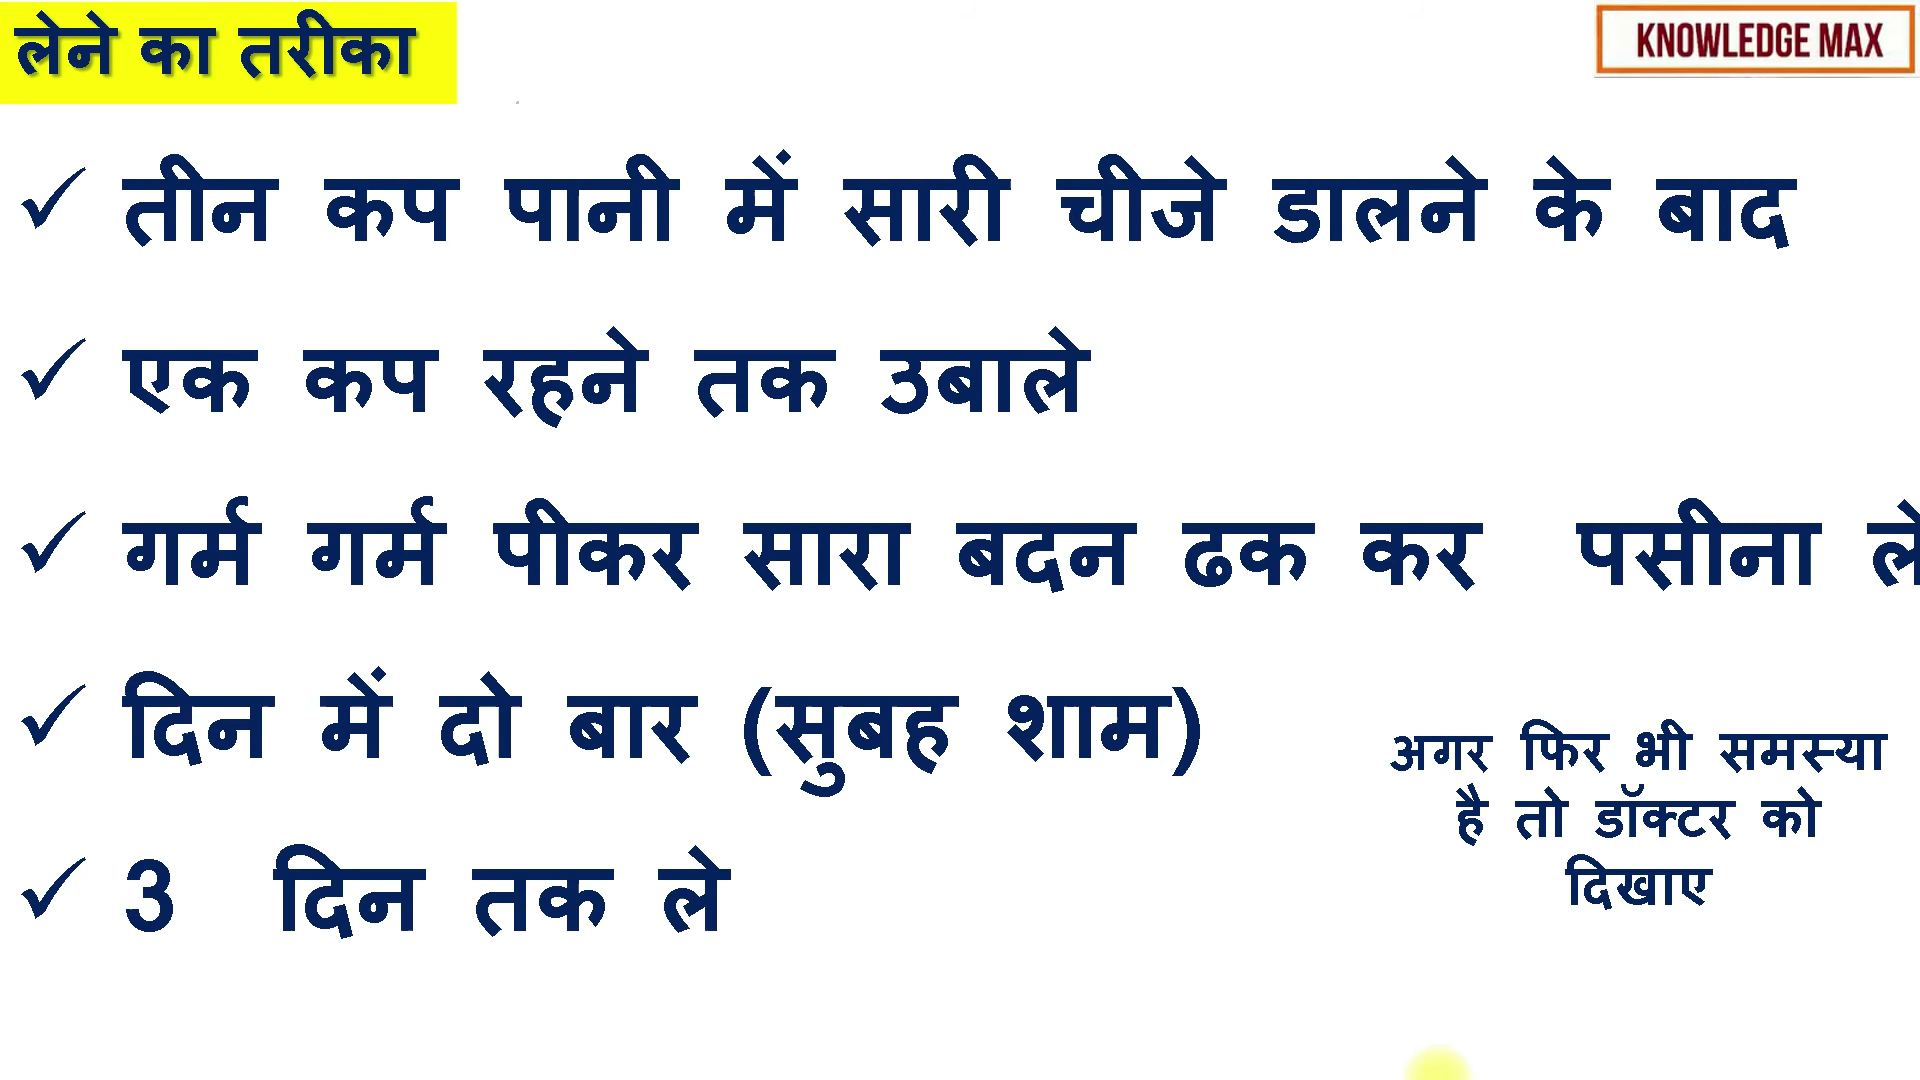 लेने का तरीका
KNOWLEDGE MAX
तीन कप पानी में सारी चीजे डालने के बाद
एक कप रहने तक उबाले
गर्म गर्म पीकर सारा बदन ढक कर पसीना ले
दिन में दो बार (सुबह शाम)
3 दिन तक ले
अगर फिर भी समस्या
है तो डॉक्टर को
दिखाए